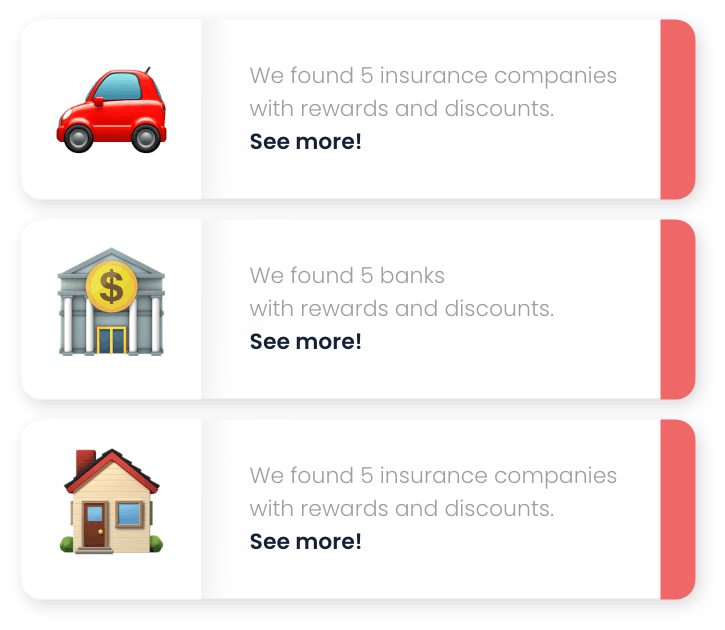 We found 5 insurance companies
with rewards and discounts.
See more!
$
We found 5 banks
with rewards and discounts.
See more!
We found 5 insurance companies
with rewards and discounts.
See more!